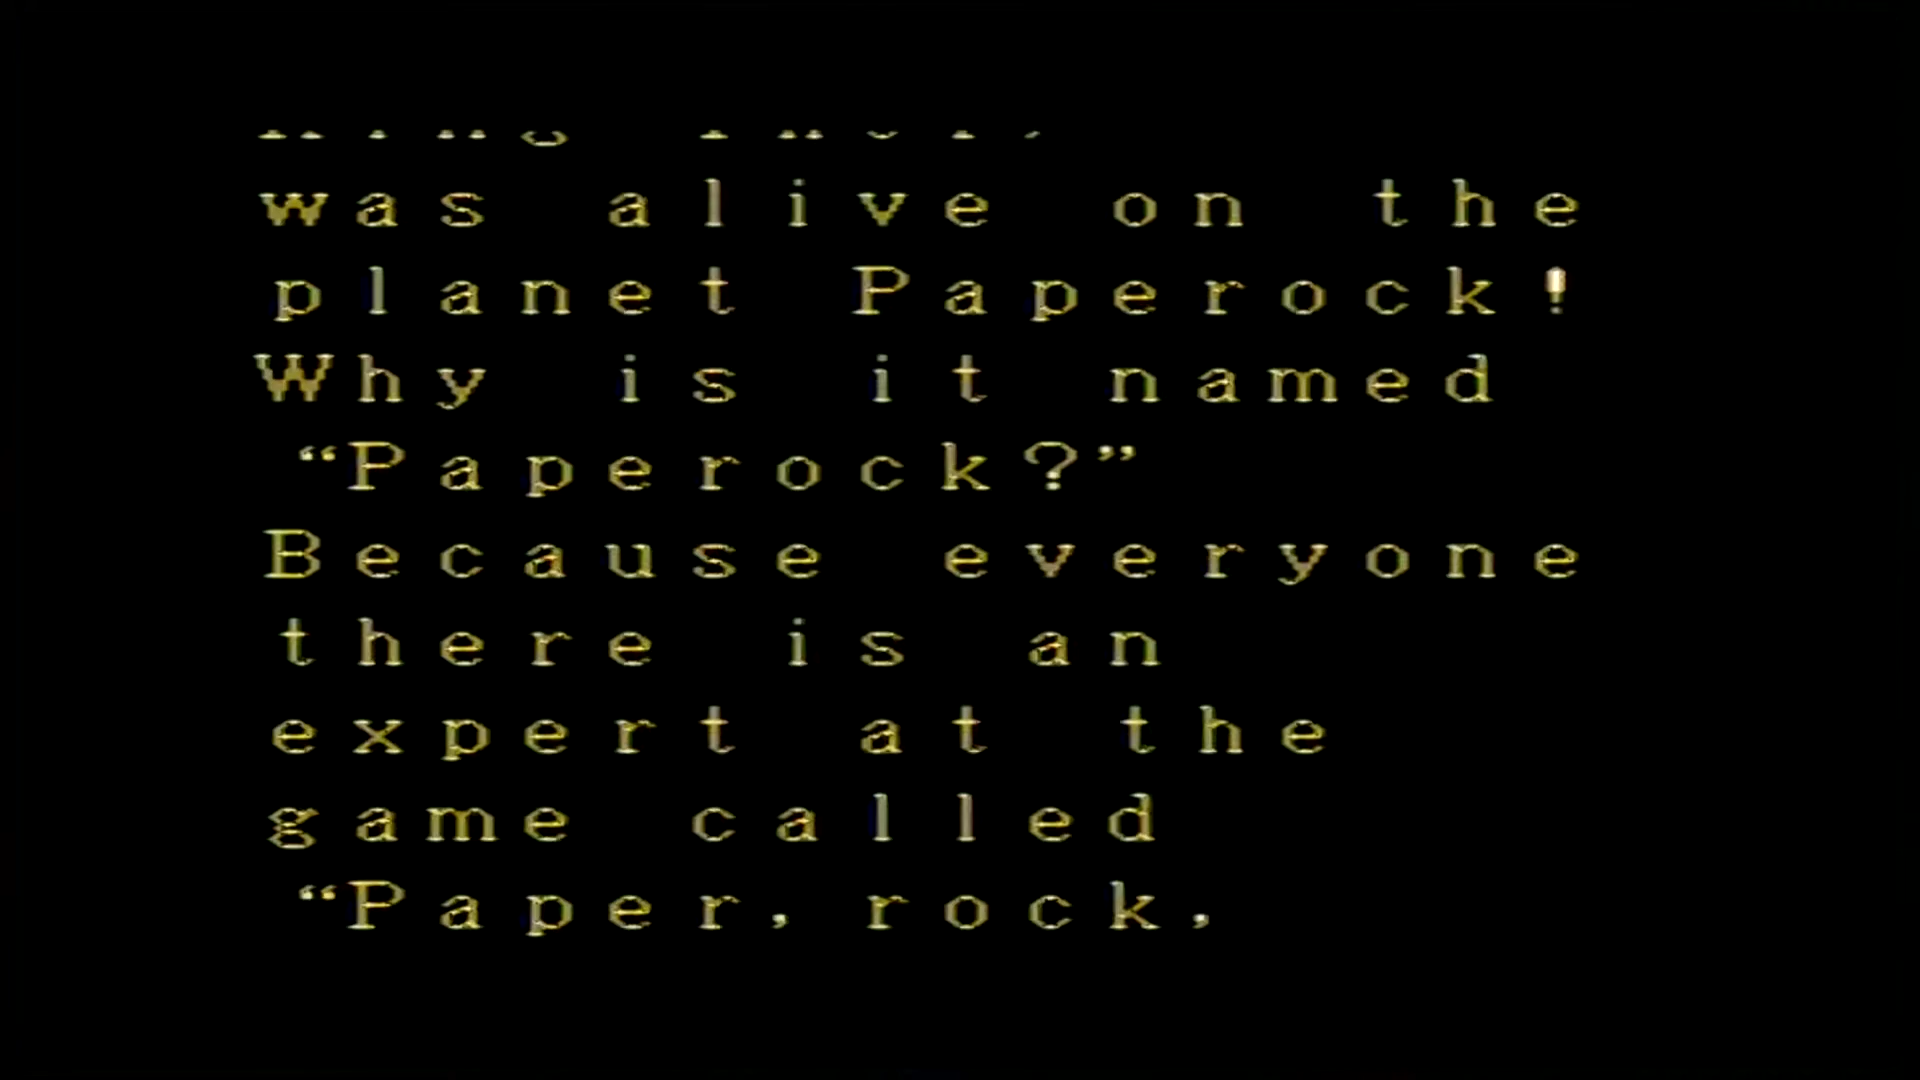 was alive on the
planet Paperock!
Why is it named
“Paperock?”
Because everyone
there is an
expert at the
game called
“Paper, rock,